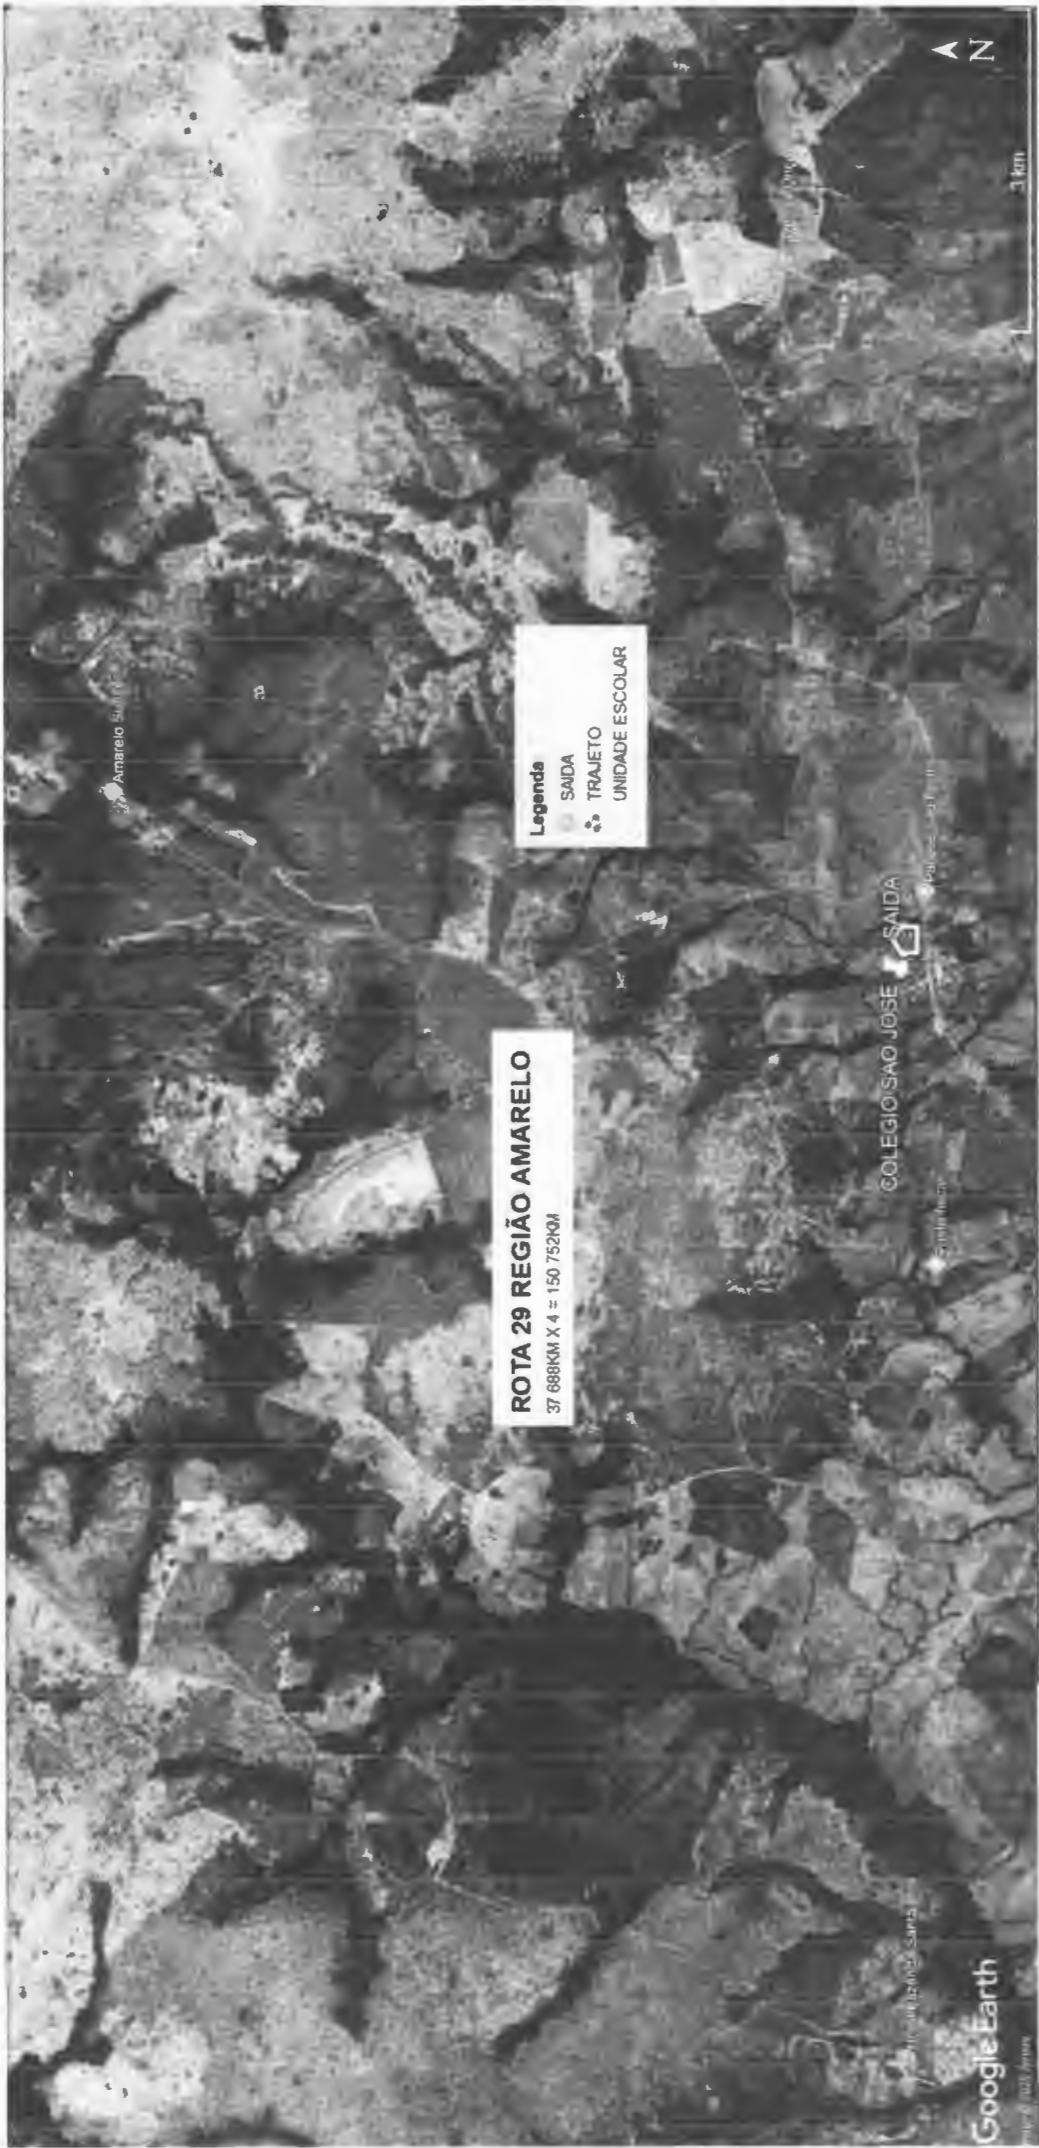 N
Amarelo
Legenda
SAIDA
TRAJETO
UNIDADE ESCOLAR
ROTA 29 REGIÃO AMARELO
37 688KM X 4 = 150 752KM
COLEGIO SAO JOSE
SAIDA
3 km
Google Earth